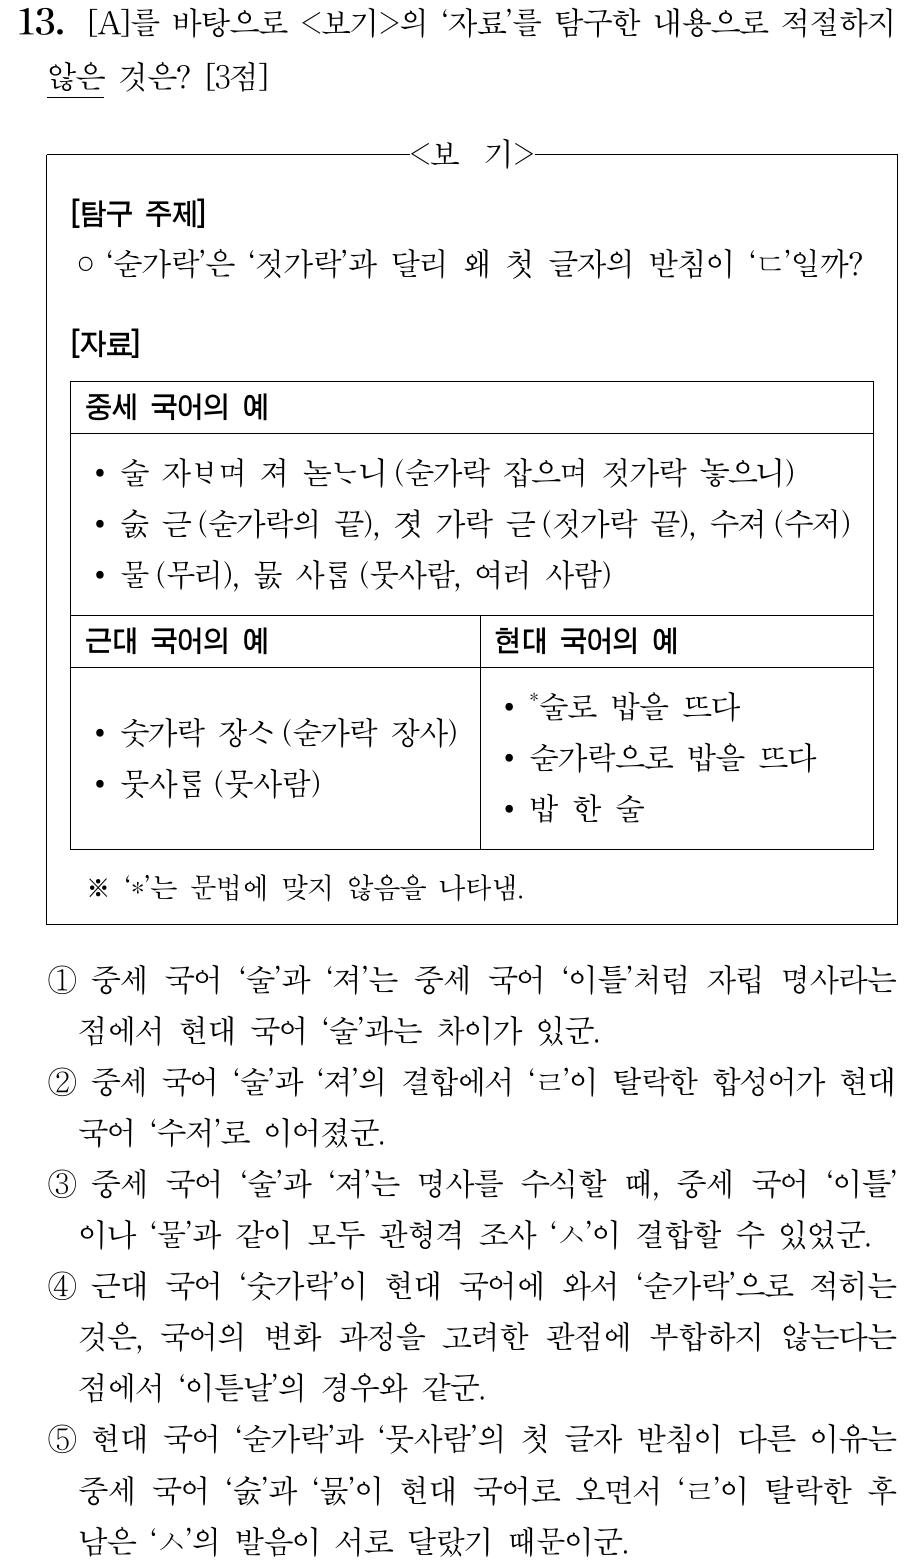 13. [A]를 바탕으로 <보기>의 ‘자료’를 탐구한 내용으로 적절하지
않은 것은? [3점]
<보 기>
[탐구 주제]
○ ‘숟가락’은 ‘젓가락’과 달리 왜 첫 글자의 받침이 ‘ㄷ’일까?
[자료]
중세 국어의 예
• 술 자ᄇᆞ며 져 녿ᄂᆞ니(숟가락 잡으며 젓가락 놓으니)
• 숤 귿(숟가락의 끝), 졋 가락 귿(젓가락 끝), 수져(수저)
• 물(무리), 뭀 사ᄅᆞᆷ(뭇사람, 여러 사람)
근대 국어의 예
현대 국어의 예
• 숫가락 장ᄉᆞ(숟가락 장사)
• 뭇사ᄅᆞᆷ(뭇사람)
• *술로 밥을 뜨다
• 숟가락으로 밥을 뜨다
• 밥 한 술
※ ‘*’는 문법에 맞지 않음을 나타냄.
① 중세 국어 ‘술’과 ‘져’는 중세 국어 ‘이틀’처럼 자립 명사라는
점에서 현대 국어 ‘술’과는 차이가 있군.
② 중세 국어 ‘술’과 ‘져’의 결합에서 ‘ㄹ’이 탈락한 합성어가 현대
국어 ‘수저’로 이어졌군.
③ 중세 국어 ‘술’과 ‘져’는 명사를 수식할 때, 중세 국어 ‘이틀’
이나 ‘물’과 같이 모두 관형격 조사 ‘ㅅ’이 결합할 수 있었군.
④ 근대 국어 ‘숫가락’이 현대 국어에 와서 ‘숟가락’으로 적히는
것은, 국어의 변화 과정을 고려한 관점에 부합하지 않는다는
점에서 ‘이튿날’의 경우와 같군.
⑤ 현대 국어 ‘숟가락’과 ‘뭇사람’의 첫 글자 받침이 다른 이유는
중세 국어 ‘숤’과 ‘뭀’이 현대 국어로 오면서 ‘ㄹ’이 탈락한 후
남은 ‘ㅅ’의 발음이 서로 달랐기 때문이군.